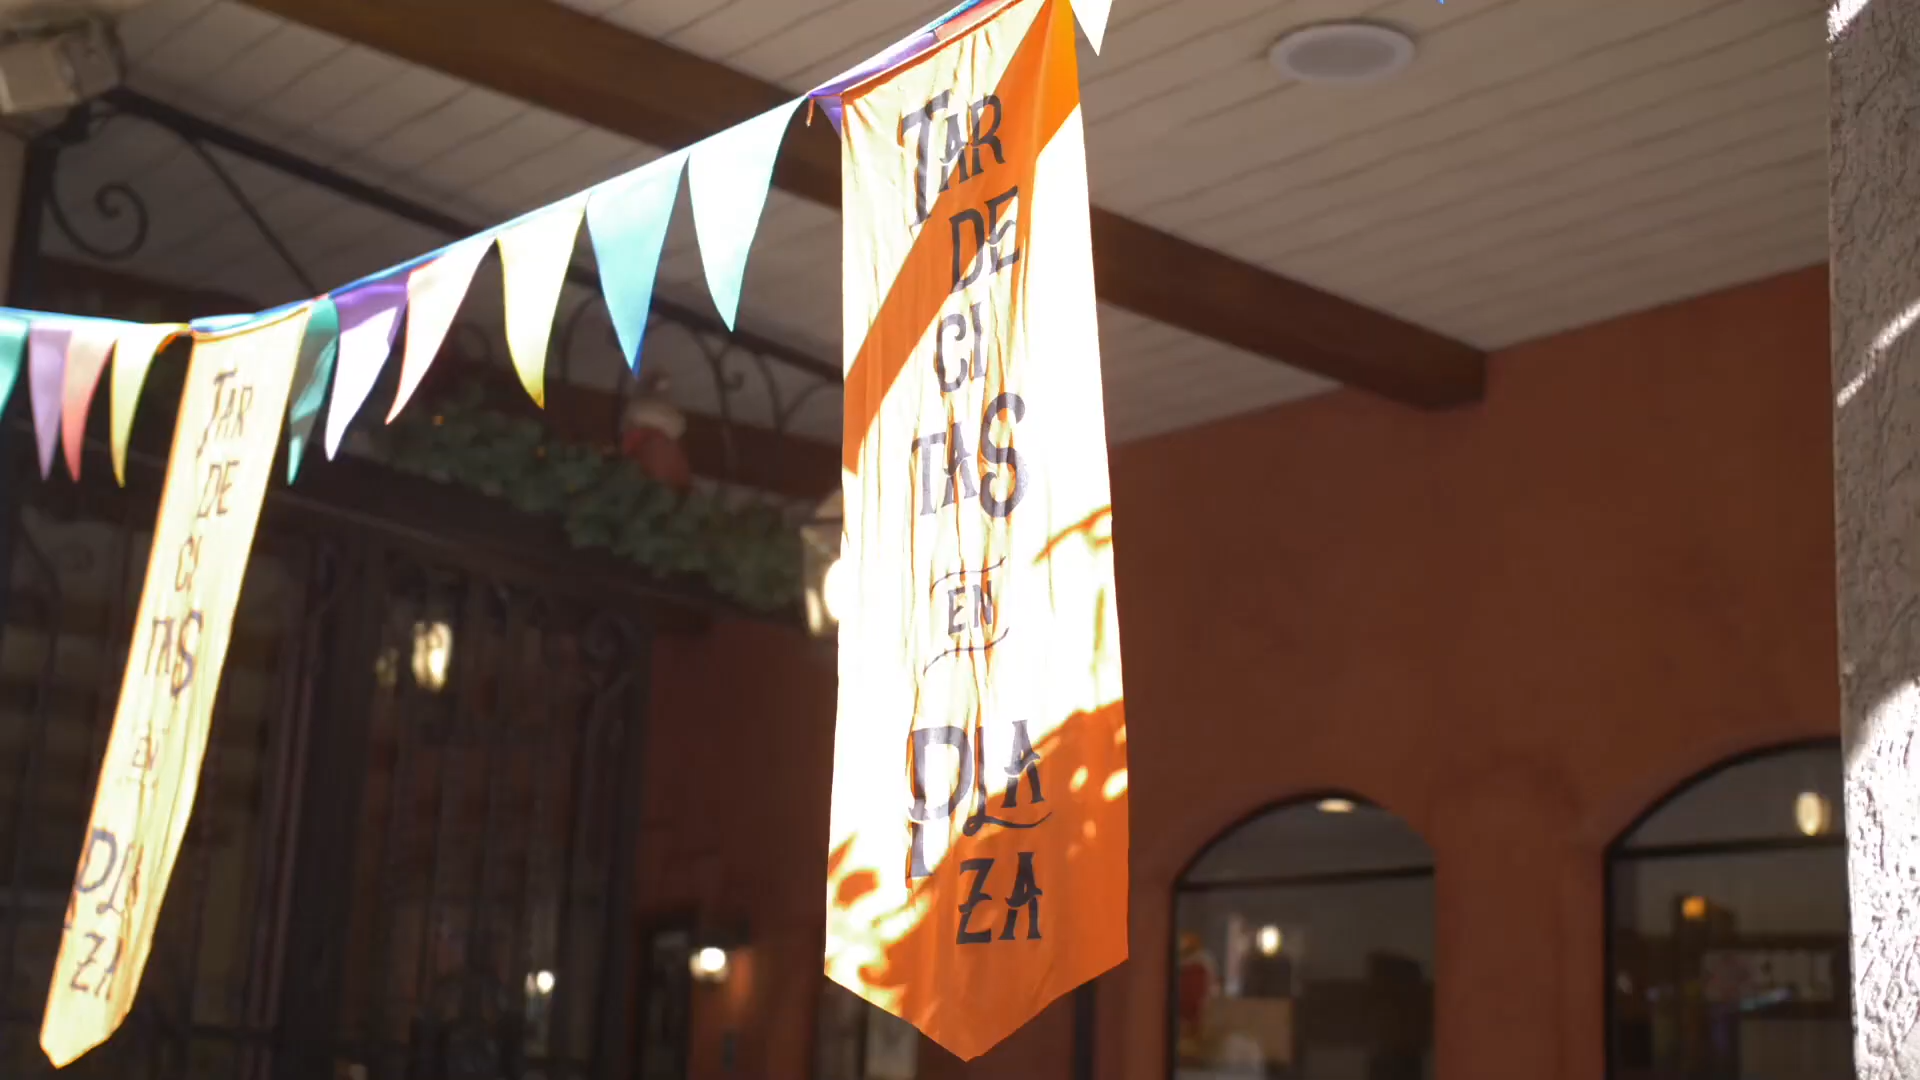 TAR
DE
CI
TAS
EN
PLA
ZA
TAR
DE
CI
TAS
EN
PLA
ZA